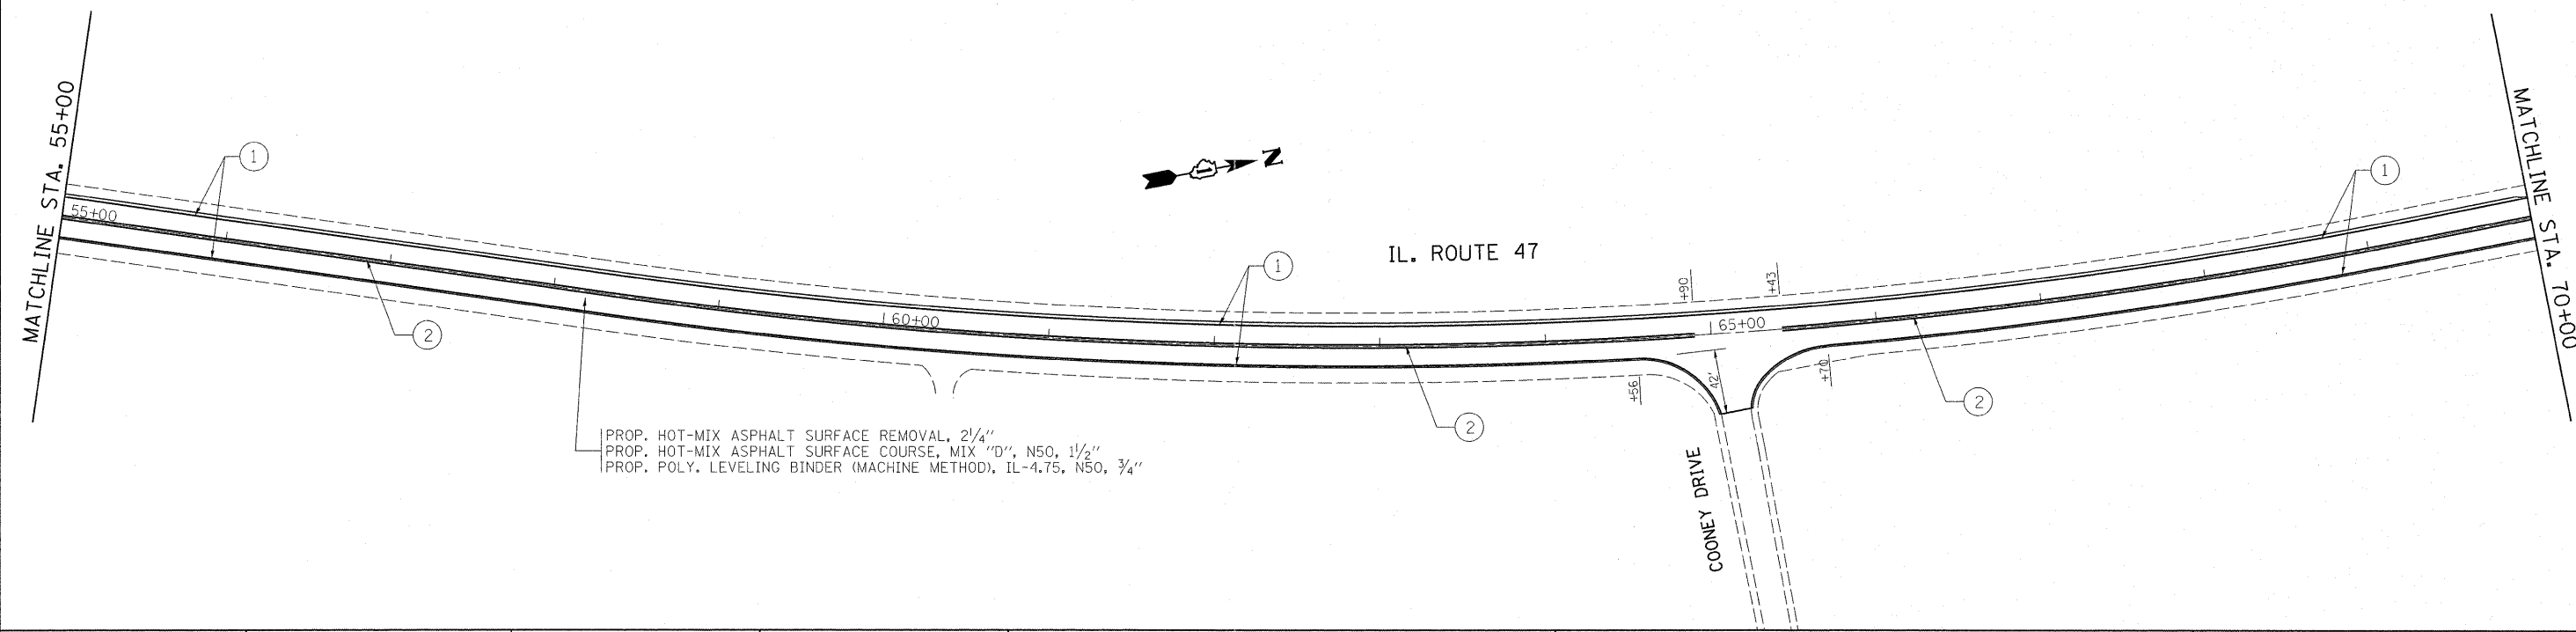 MATCHLINE STA. 55+00
1
55+00
2
N
IL. ROUTE 47
1
60+00
+90
+43
65+00
1
MATCHLINE STA. 70+00
+56
42'
+70
2
2
PROP. HOT-MIX ASPHALT SURFACE REMOVAL, 2 1/4"
PROP. HOT-MIX ASPHALT SURFACE COURSE, MIX "D", N50, 1 1/2"
PROP. POLY. LEVELING BINDER (MACHINE METHOD), IL-4.75, N50, 3/4"
COONEY DRIVE